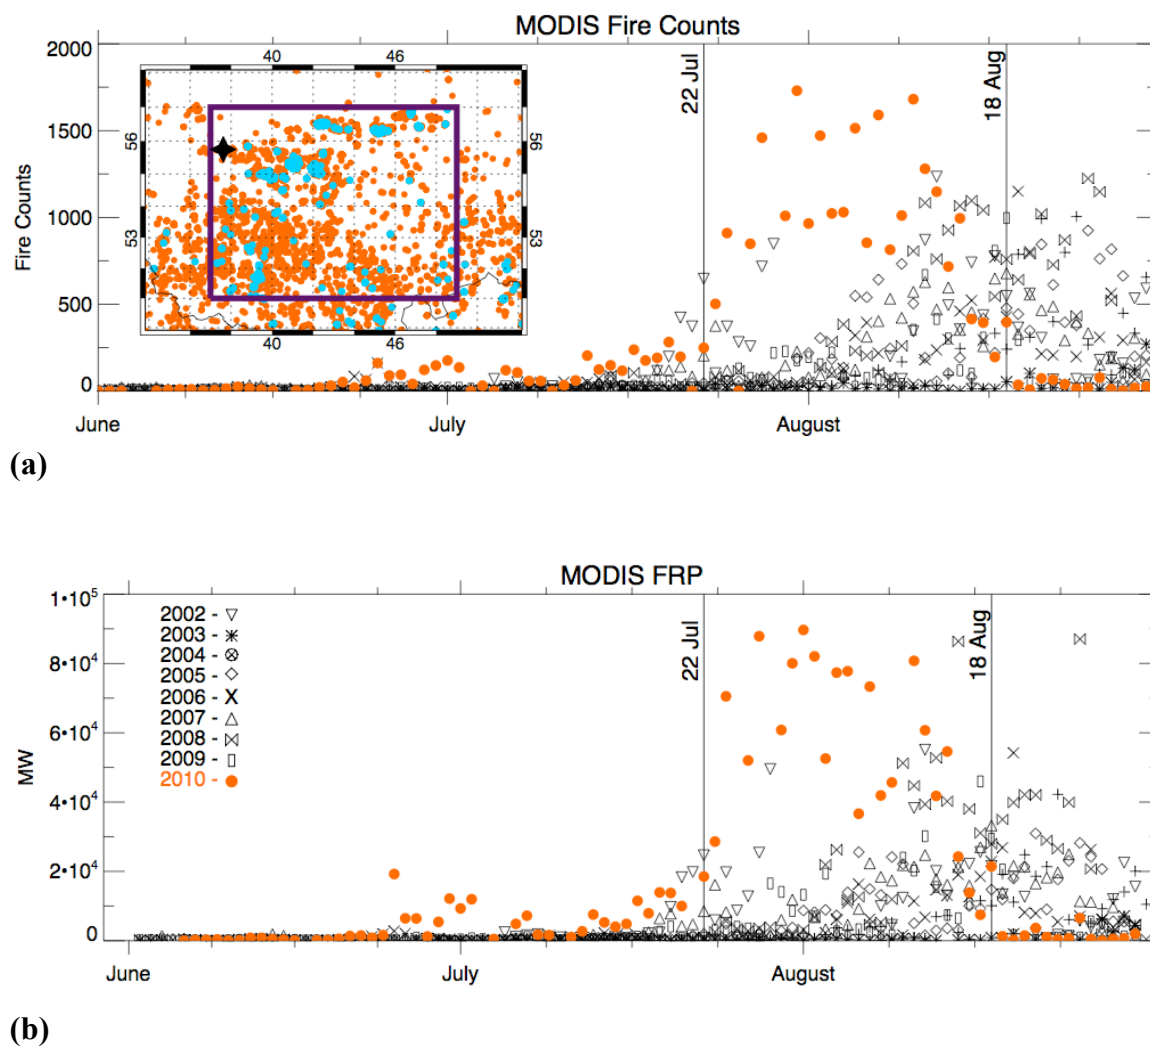 MODIS Fire Counts
2000
1500
1000
500
0
Fire Counts
40 46
56 56
53 53
40 46
22 Jul
18 Aug
June July August
(a)
MODIS FRP
1•10⁵
8•10⁴
6•10⁴
4•10⁴
2•10⁴
0
MW
2002 -
2003 -
2004 -
2005 -
2006 -
2007 -
2008 -
2009 -
2010 -
22 Jul
18 Aug
June July August
(b)